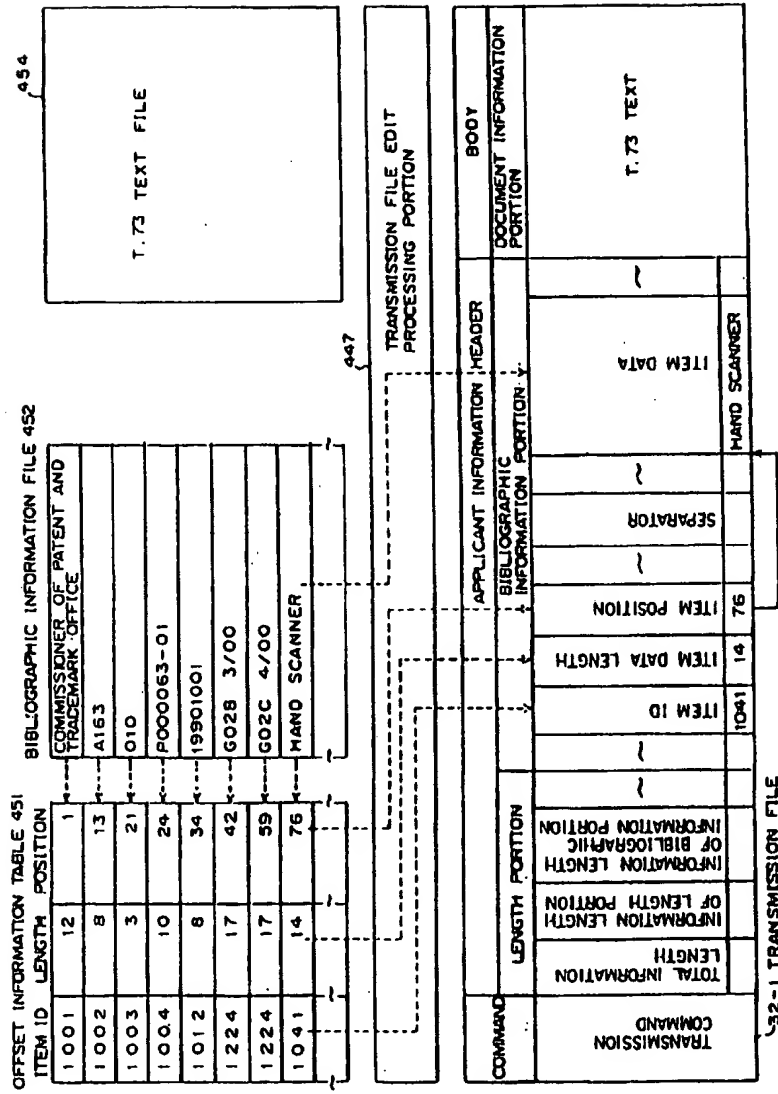 454
T.73 TEXT FILE
BIBLIOGRAPHIC INFORMATION FILE 452
COMMISSIONER OF PATENT AND
TRADEMARK OFFICE
A163
010
P000063-01
19901001
G02B 3/00
G02C 4/00
HAND SCANNER
OFFSET INFORMATION TABLE 451
ITEM ID LENGTH POSITION
1001 12 1
1002 8 13
1003 3 21
1004 10 24
1012 8 34
1224 17 42
1224 17 59
1041 14 76
447
TRANSMISSION FILE EDIT
PROCESSING PORTION
COMMAND
APPLICANT INFORMATION HEADER
BODY
LENGTH PORTION
BIBLIOGRAPHIC
INFORMATION PORTION
DOCUMENT INFORMATION
PORTION
TRANSMISSION
COMMAND
TOTAL INFORMATION
LENGTH
INFORMATION LENGTH
OF LENGTH PORTION
INFORMATION LENGTH
OF BIBLIOGRAPHIC
INFORMATION PORTION
~
~
ITEM ID
ITEM DATA LENGTH
ITEM POSITION
~
SEPARATOR
~
ITEM DATA
~
T.73 TEXT
1041
14
76
HAND SCANNER
32-1 TRANSMISSION FILE